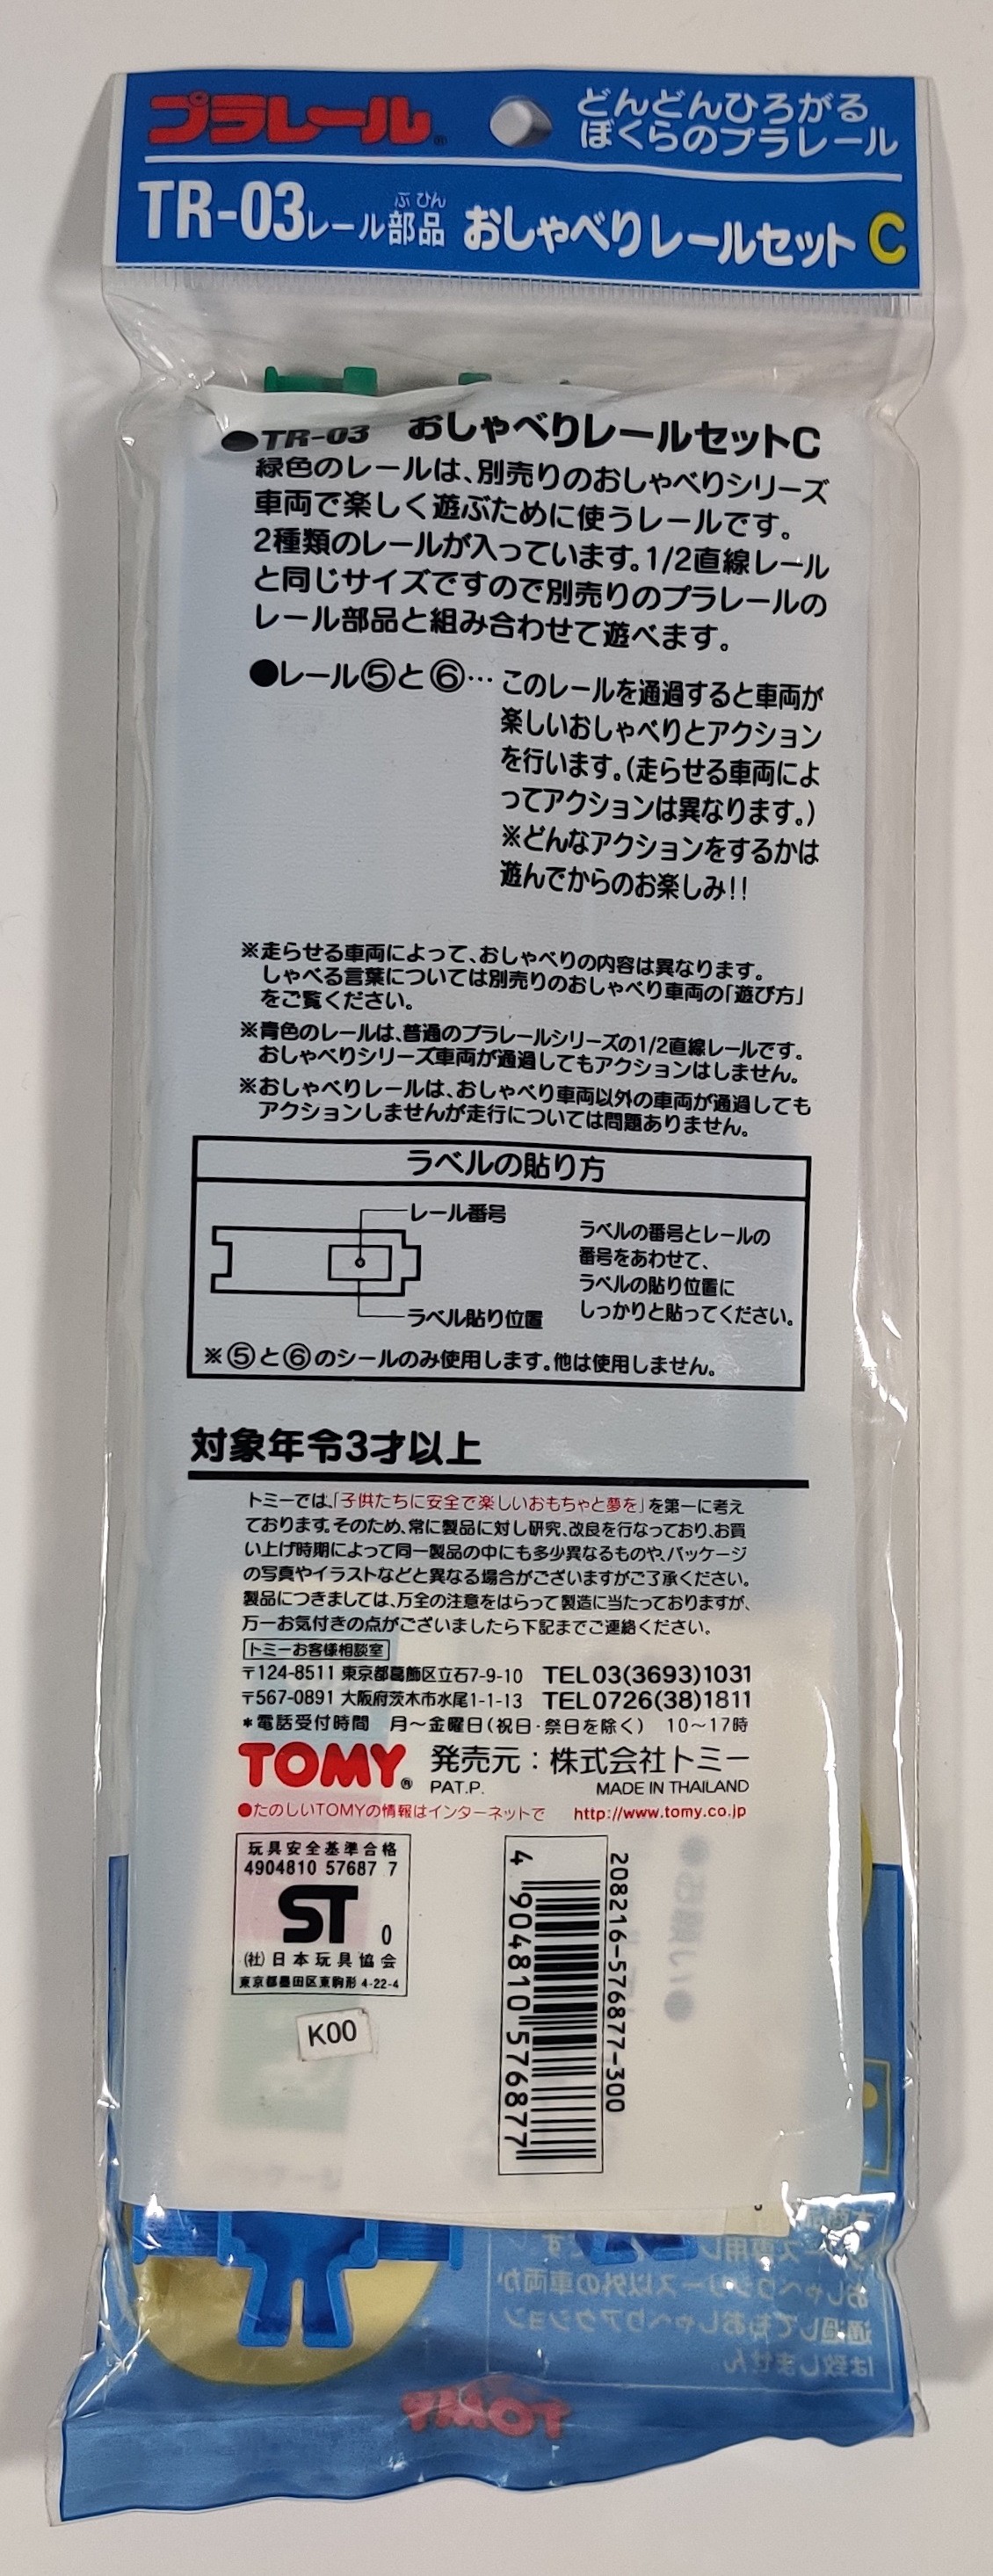 プラレール®
どんどんひろがる
ぼくらのプラレール
TR-03レール部品 おしゃべりレールセットC
ぶ ひん
●TR-03 おしゃべりレールセットC
緑色のレールは、別売りのおしゃべりシリーズ
車両で楽しく遊ぶために使うレールです。
2種類のレールが入っています。1/2直線レール
と同じサイズですので別売りのプラレールの
レール部品と組み合わせて遊べます。
●レール⑤と⑥…このレールを通過すると車両が
楽しいおしゃべりとアクション
を行います。(走らせる車両によ
ってアクションは異なります。)
※どんなアクションをするかは
遊んでからのお楽しみ!!
※走らせる車両によって、おしゃべりの内容は異なります。
しゃべる言葉については別売りのおしゃべり車両の「遊び方」
をご覧ください。
※青色のレールは、普通のプラレールシリーズの1/2直線レールです。
おしゃべりシリーズ車両が通過してもアクションはしません。
※おしゃべりレールは、おしゃべり車両以外の車両が通過しても
アクションしませんが走行については問題ありません。
ラベルの貼り方
レール番号
ラベル貼り位置
ラベルの番号とレールの
番号をあわせて、
ラベルの貼り位置に
しっかりと貼ってください。
※⑤と⑥のシールのみ使用します。他は使用しません。
対象年令3才以上
トミーでは、「子供たちに安全で楽しいおもちゃと夢を」を第一に考え
ております。そのため、常に製品に対し研究、改良を行なっており、お買
い上げ時期によって同一製品の中にも多少異なるものや、パッケージ
の写真やイラストなどと異なる場合がございますがご了承ください。
製品につきましては、万全の注意をはらって製造に当たっておりますが、
万一お気付きの点がございましたら下記までご連絡ください。
トミーお客様相談室
〒124-8511 東京都葛飾区立石7-9-10 TEL03(3693)1031
〒567-0891 大阪府茨木市水尾1-1-13 TEL0726(38)1811
*電話受付時間 月〜金曜日(祝日・祭日を除く) 10〜17時
TOMY® 発売元：株式会社トミー
PAT.P. MADE IN THAILAND
●たのしいTOMYの情報はインターネットで http://www.tomy.co.jp
玩具安全基準合格
4904810 57687 7
ST 0
(社)日本玩具協会
東京都墨田区東駒形 4-22-4
K00
208216-576877-300
4 904810 576877
おしゃべりシリーズ以外の車両が
通過してもおしゃべりアクション
は致しません
TOMY